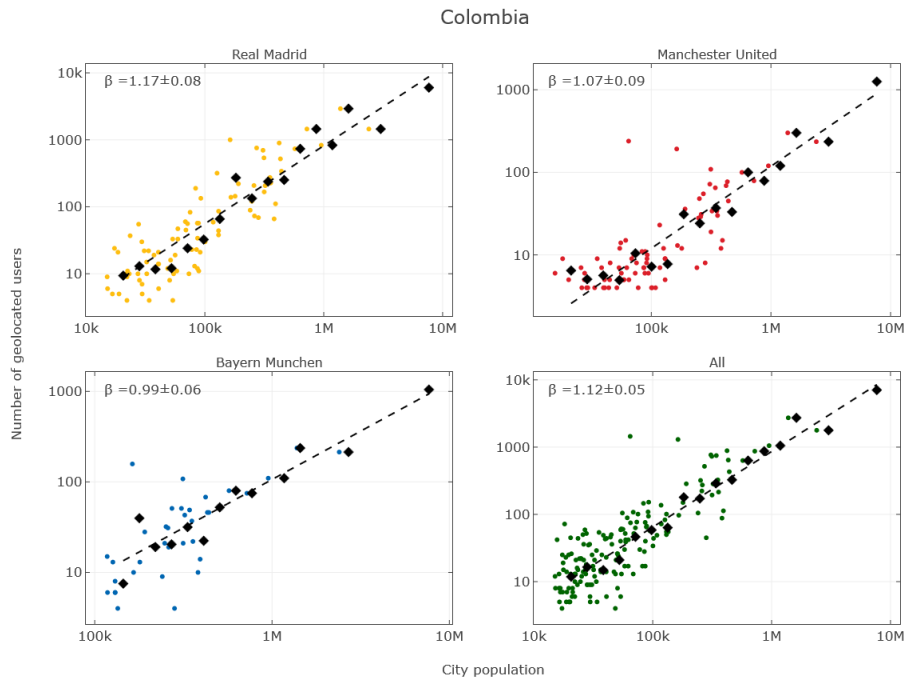 Colombia
Real Madrid
β =1.17±0.08
10k
1000
100
10
10k
100k
1M
10M
Manchester United
β =1.07±0.09
1000
100
10
100k
1M
10M
Bayern Munchen
β =0.99±0.06
1000
100
10
100k
1M
10M
All
β =1.12±0.05
10k
1000
100
10
10k
100k
1M
10M
Number of geolocated users
City population